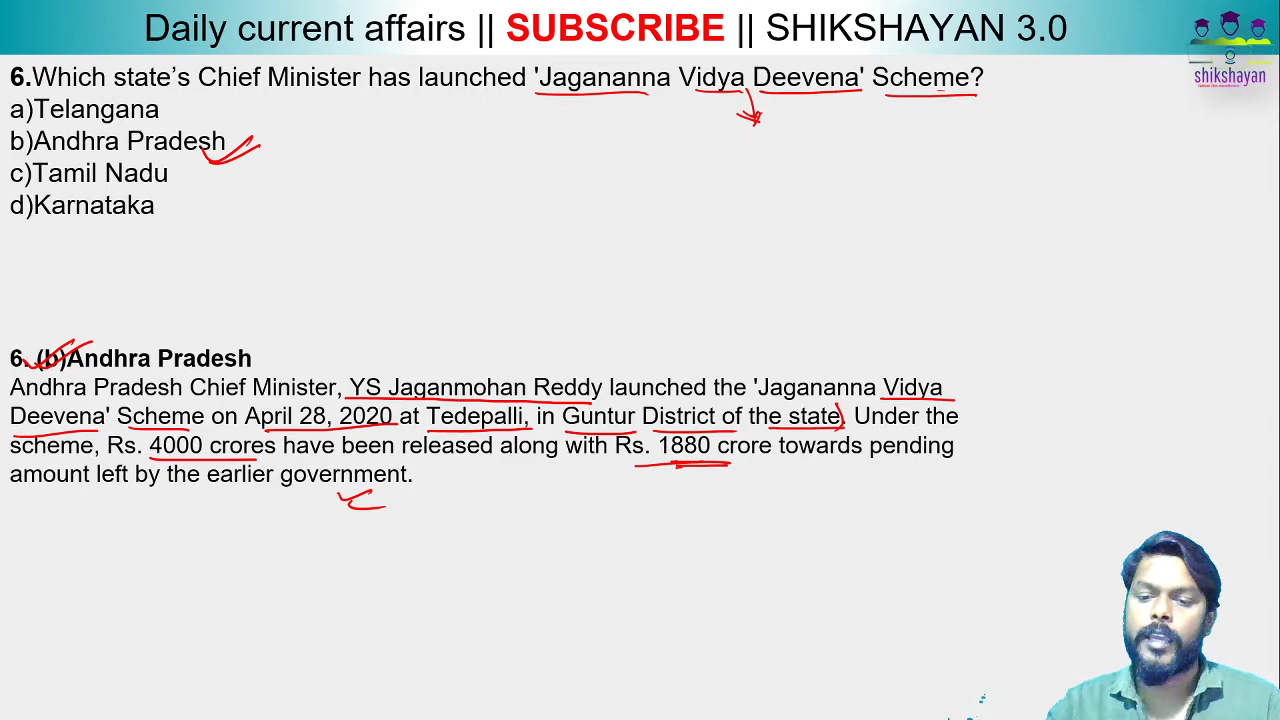 Daily current affairs || SUBSCRIBE || SHIKSHAYAN 3.0
shikshayan
6.Which state’s Chief Minister has launched 'Jagananna Vidya Deevena' Scheme?
a)Telangana
b)Andhra Pradesh
c)Tamil Nadu
d)Karnataka
6. (b)Andhra Pradesh
Andhra Pradesh Chief Minister, YS Jaganmohan Reddy launched the 'Jagananna Vidya
Deevena' Scheme on April 28, 2020 at Tedepalli, in Guntur District of the state. Under the
scheme, Rs. 4000 crores have been released along with Rs. 1880 crore towards pending
amount left by the earlier government.